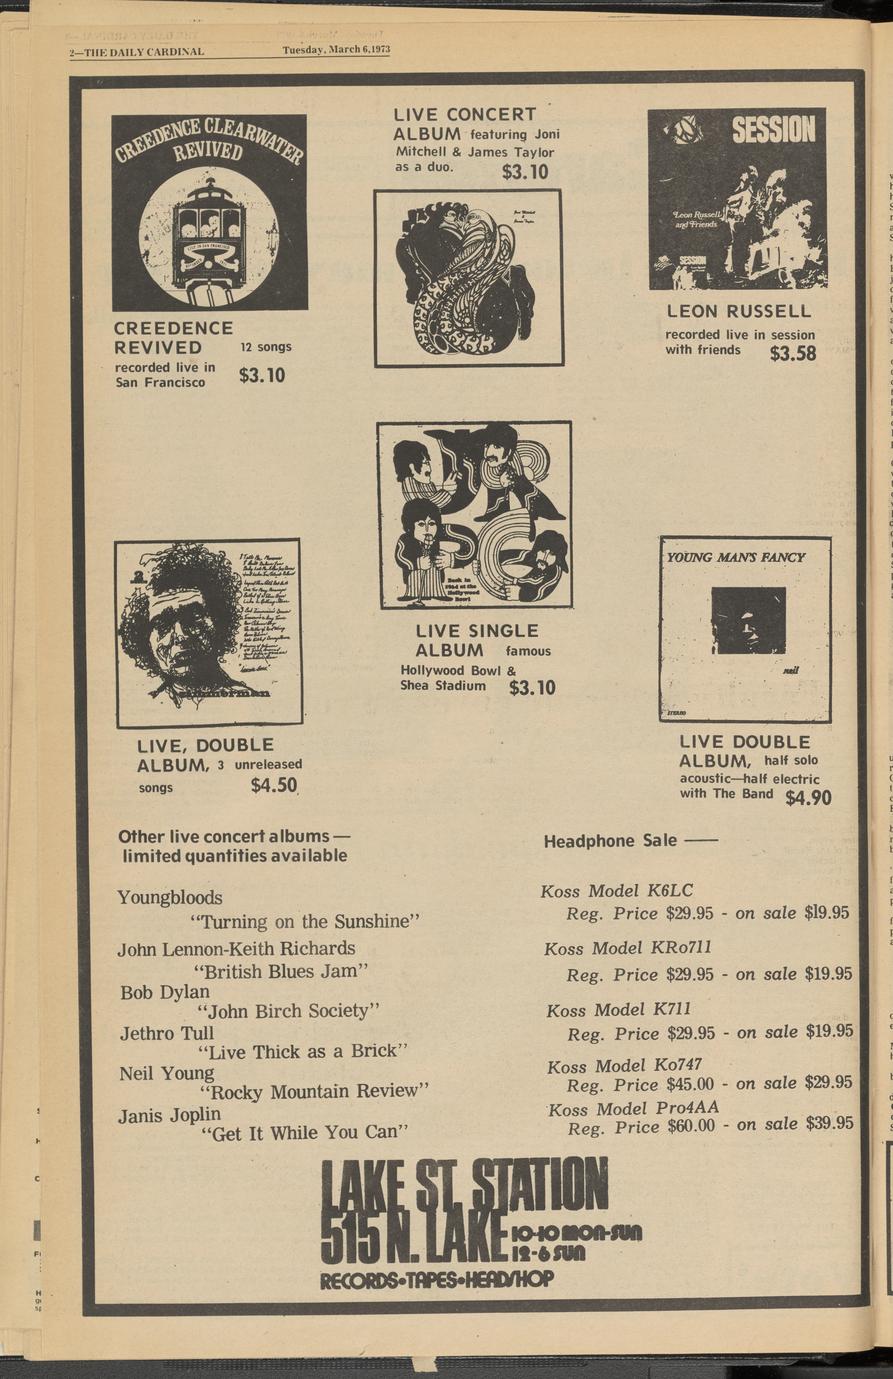 2—THE DAILY CARDINAL
Tuesday, March 6, 1973
CREEDENCE CLEARWATER
REVIVED
CREEDENCE
REVIVED 12 songs
recorded live in
San Francisco $3.10
LIVE CONCERT
ALBUM featuring Joni
Mitchell & James Taylor
as a duo. $3.10
SESSION
Leon Russell
and Friends
SESSION
LEON RUSSELL
recorded live in session
with friends $3.58
Back in
1964 at the
Hollywood
Bowl
LIVE SINGLE
ALBUM famous
Hollywood Bowl &
Shea Stadium $3.10
LIVE, DOUBLE
ALBUM, 3 unreleased
songs $4.50
YOUNG MAN'S FANCY
neil
STEREO
LIVE DOUBLE
ALBUM, half solo
acoustic—half electric
with The Band $4.90
Other live concert albums —
limited quantities available
Youngbloods
"Turning on the Sunshine"
John Lennon-Keith Richards
"British Blues Jam"
Bob Dylan
"John Birch Society"
Jethro Tull
"Live Thick as a Brick"
Neil Young
"Rocky Mountain Review"
Janis Joplin
"Get It While You Can"
Headphone Sale ——
Koss Model K6LC
Reg. Price $29.95 - on sale $19.95
Koss Model KRo711
Reg. Price $29.95 - on sale $19.95
Koss Model K711
Reg. Price $29.95 - on sale $19.95
Koss Model Ko747
Reg. Price $45.00 - on sale $29.95
Koss Model Pro4AA
Reg. Price $60.00 - on sale $39.95
LAKE ST. STATION
515 N. LAKE 10-10 MON-SUN
12-6 SUN
RECORDS•TAPES•HEADSHOP